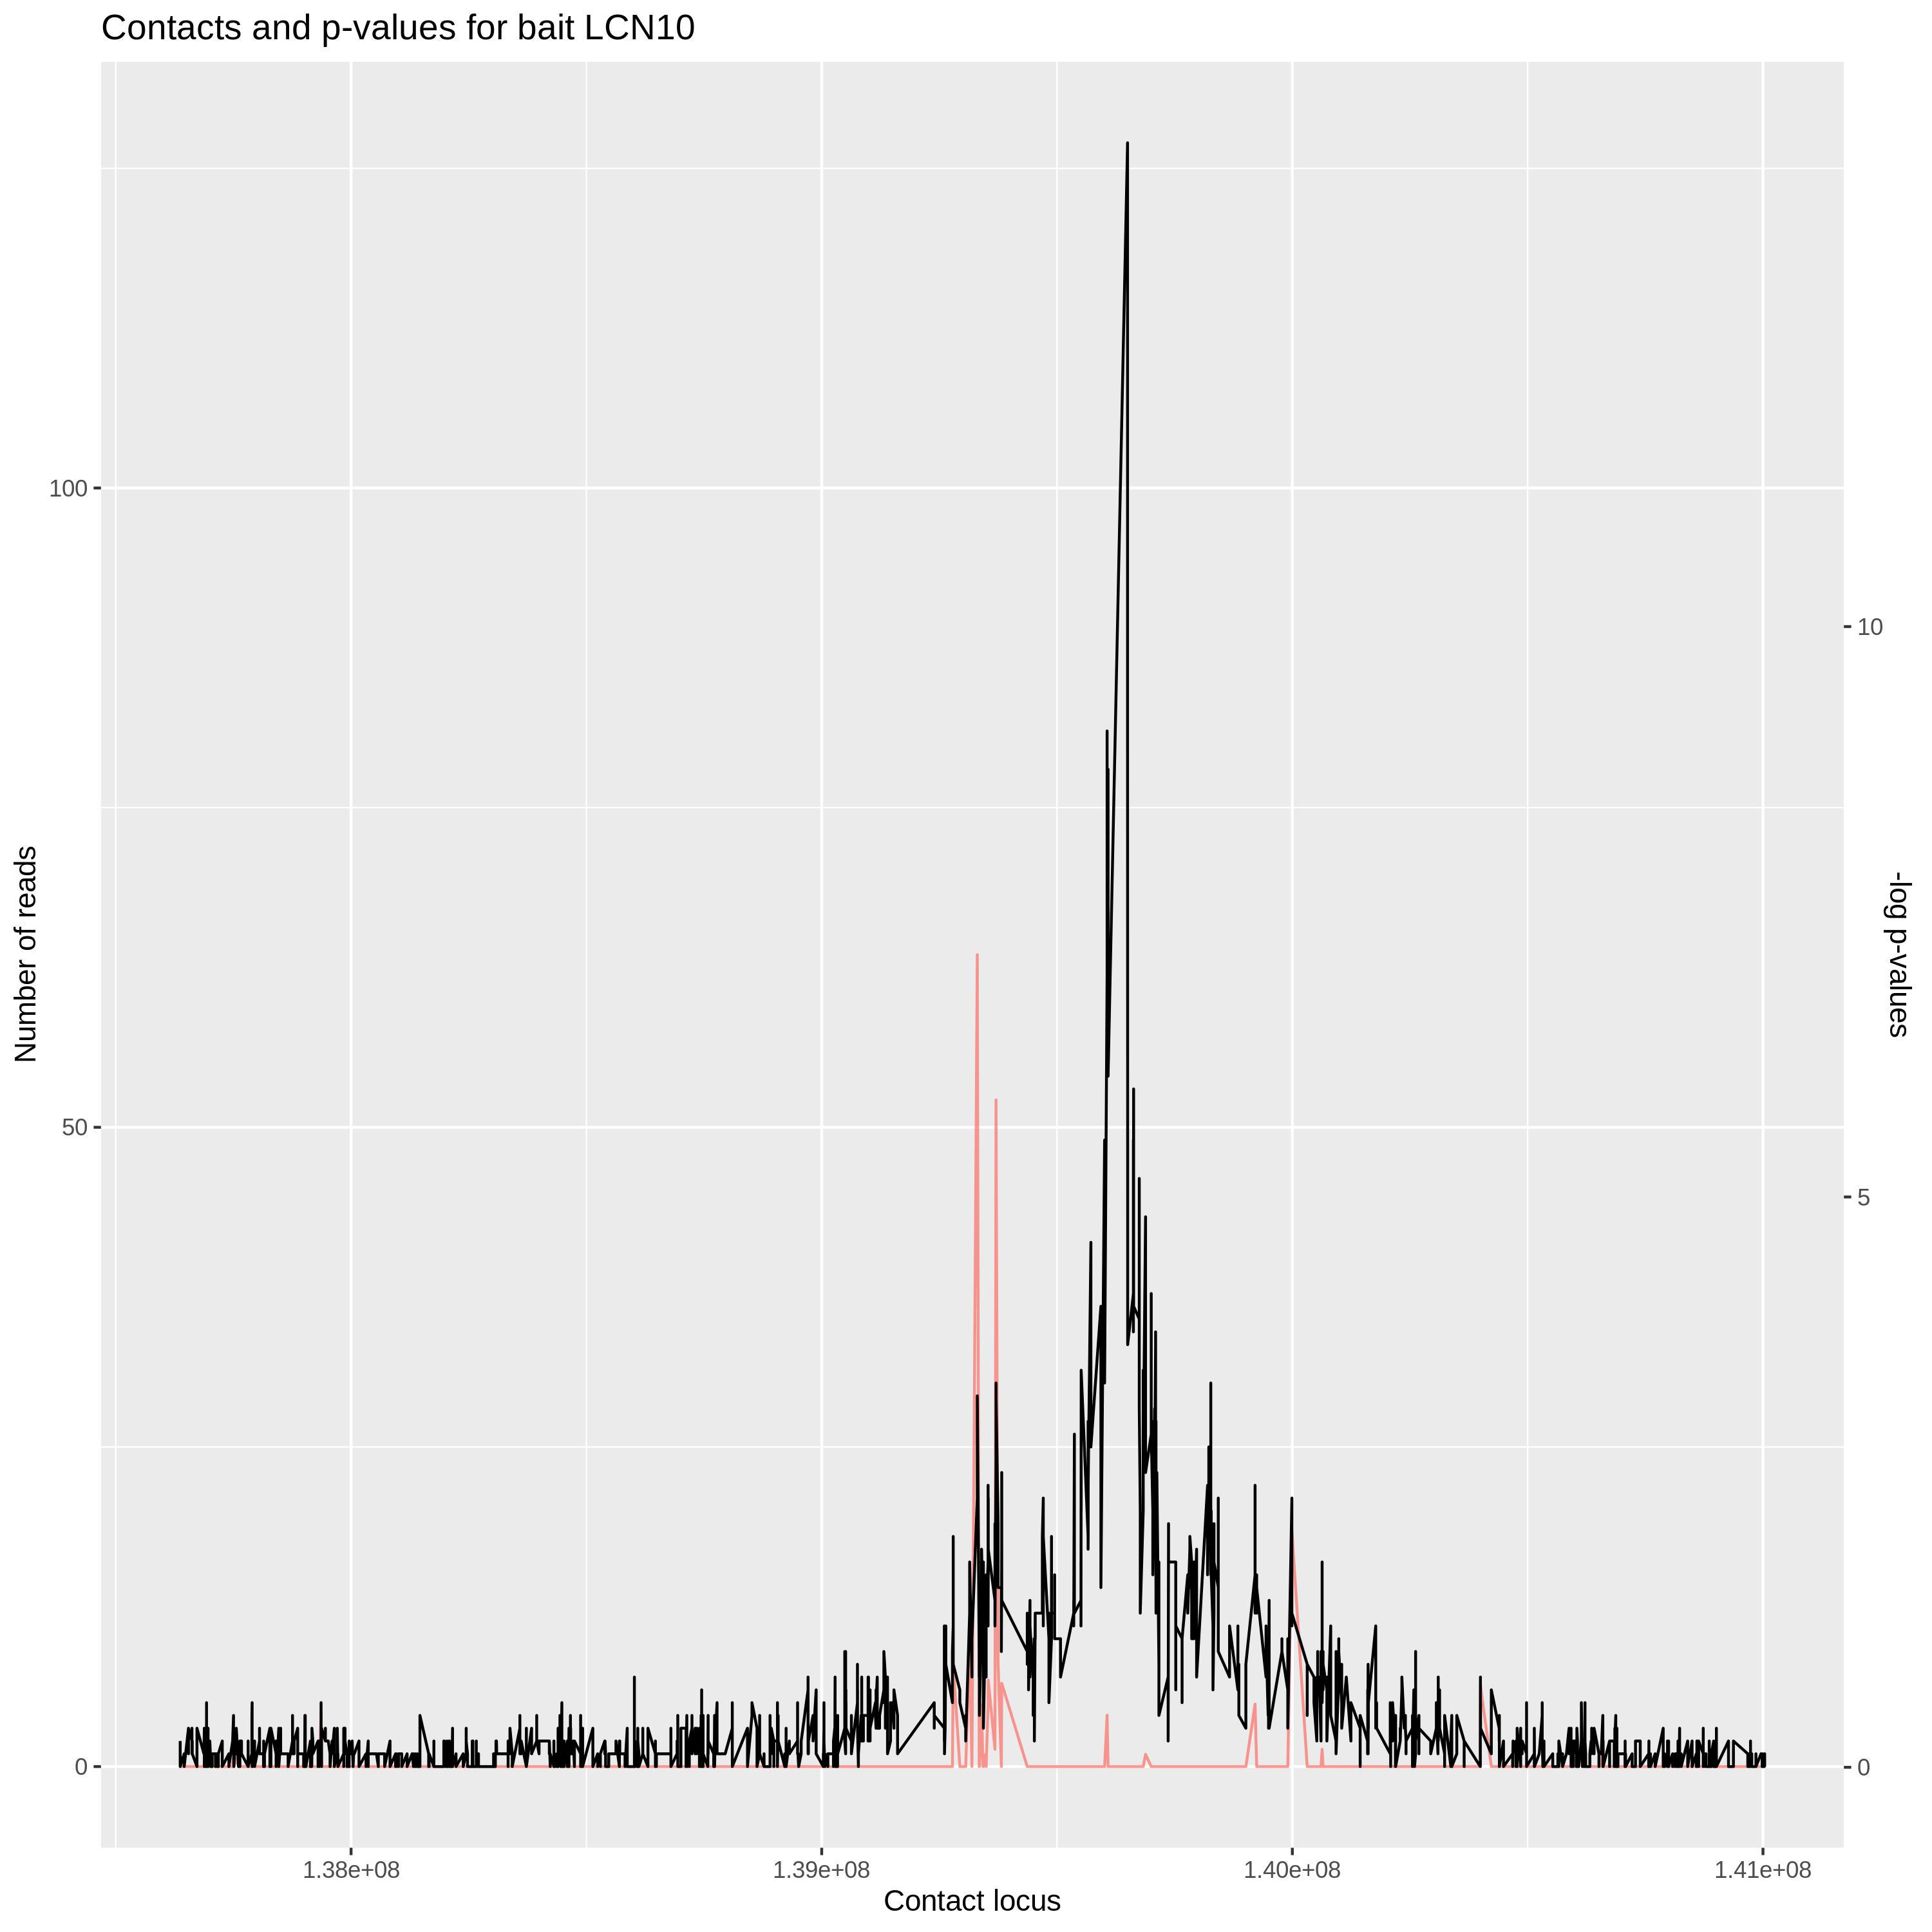 Contacts and p-values for bait LCN10
Number of reads
100
50
0
10
5
0
-log p-values
1.38e+08
1.39e+08
1.40e+08
1.41e+08
Contact locus